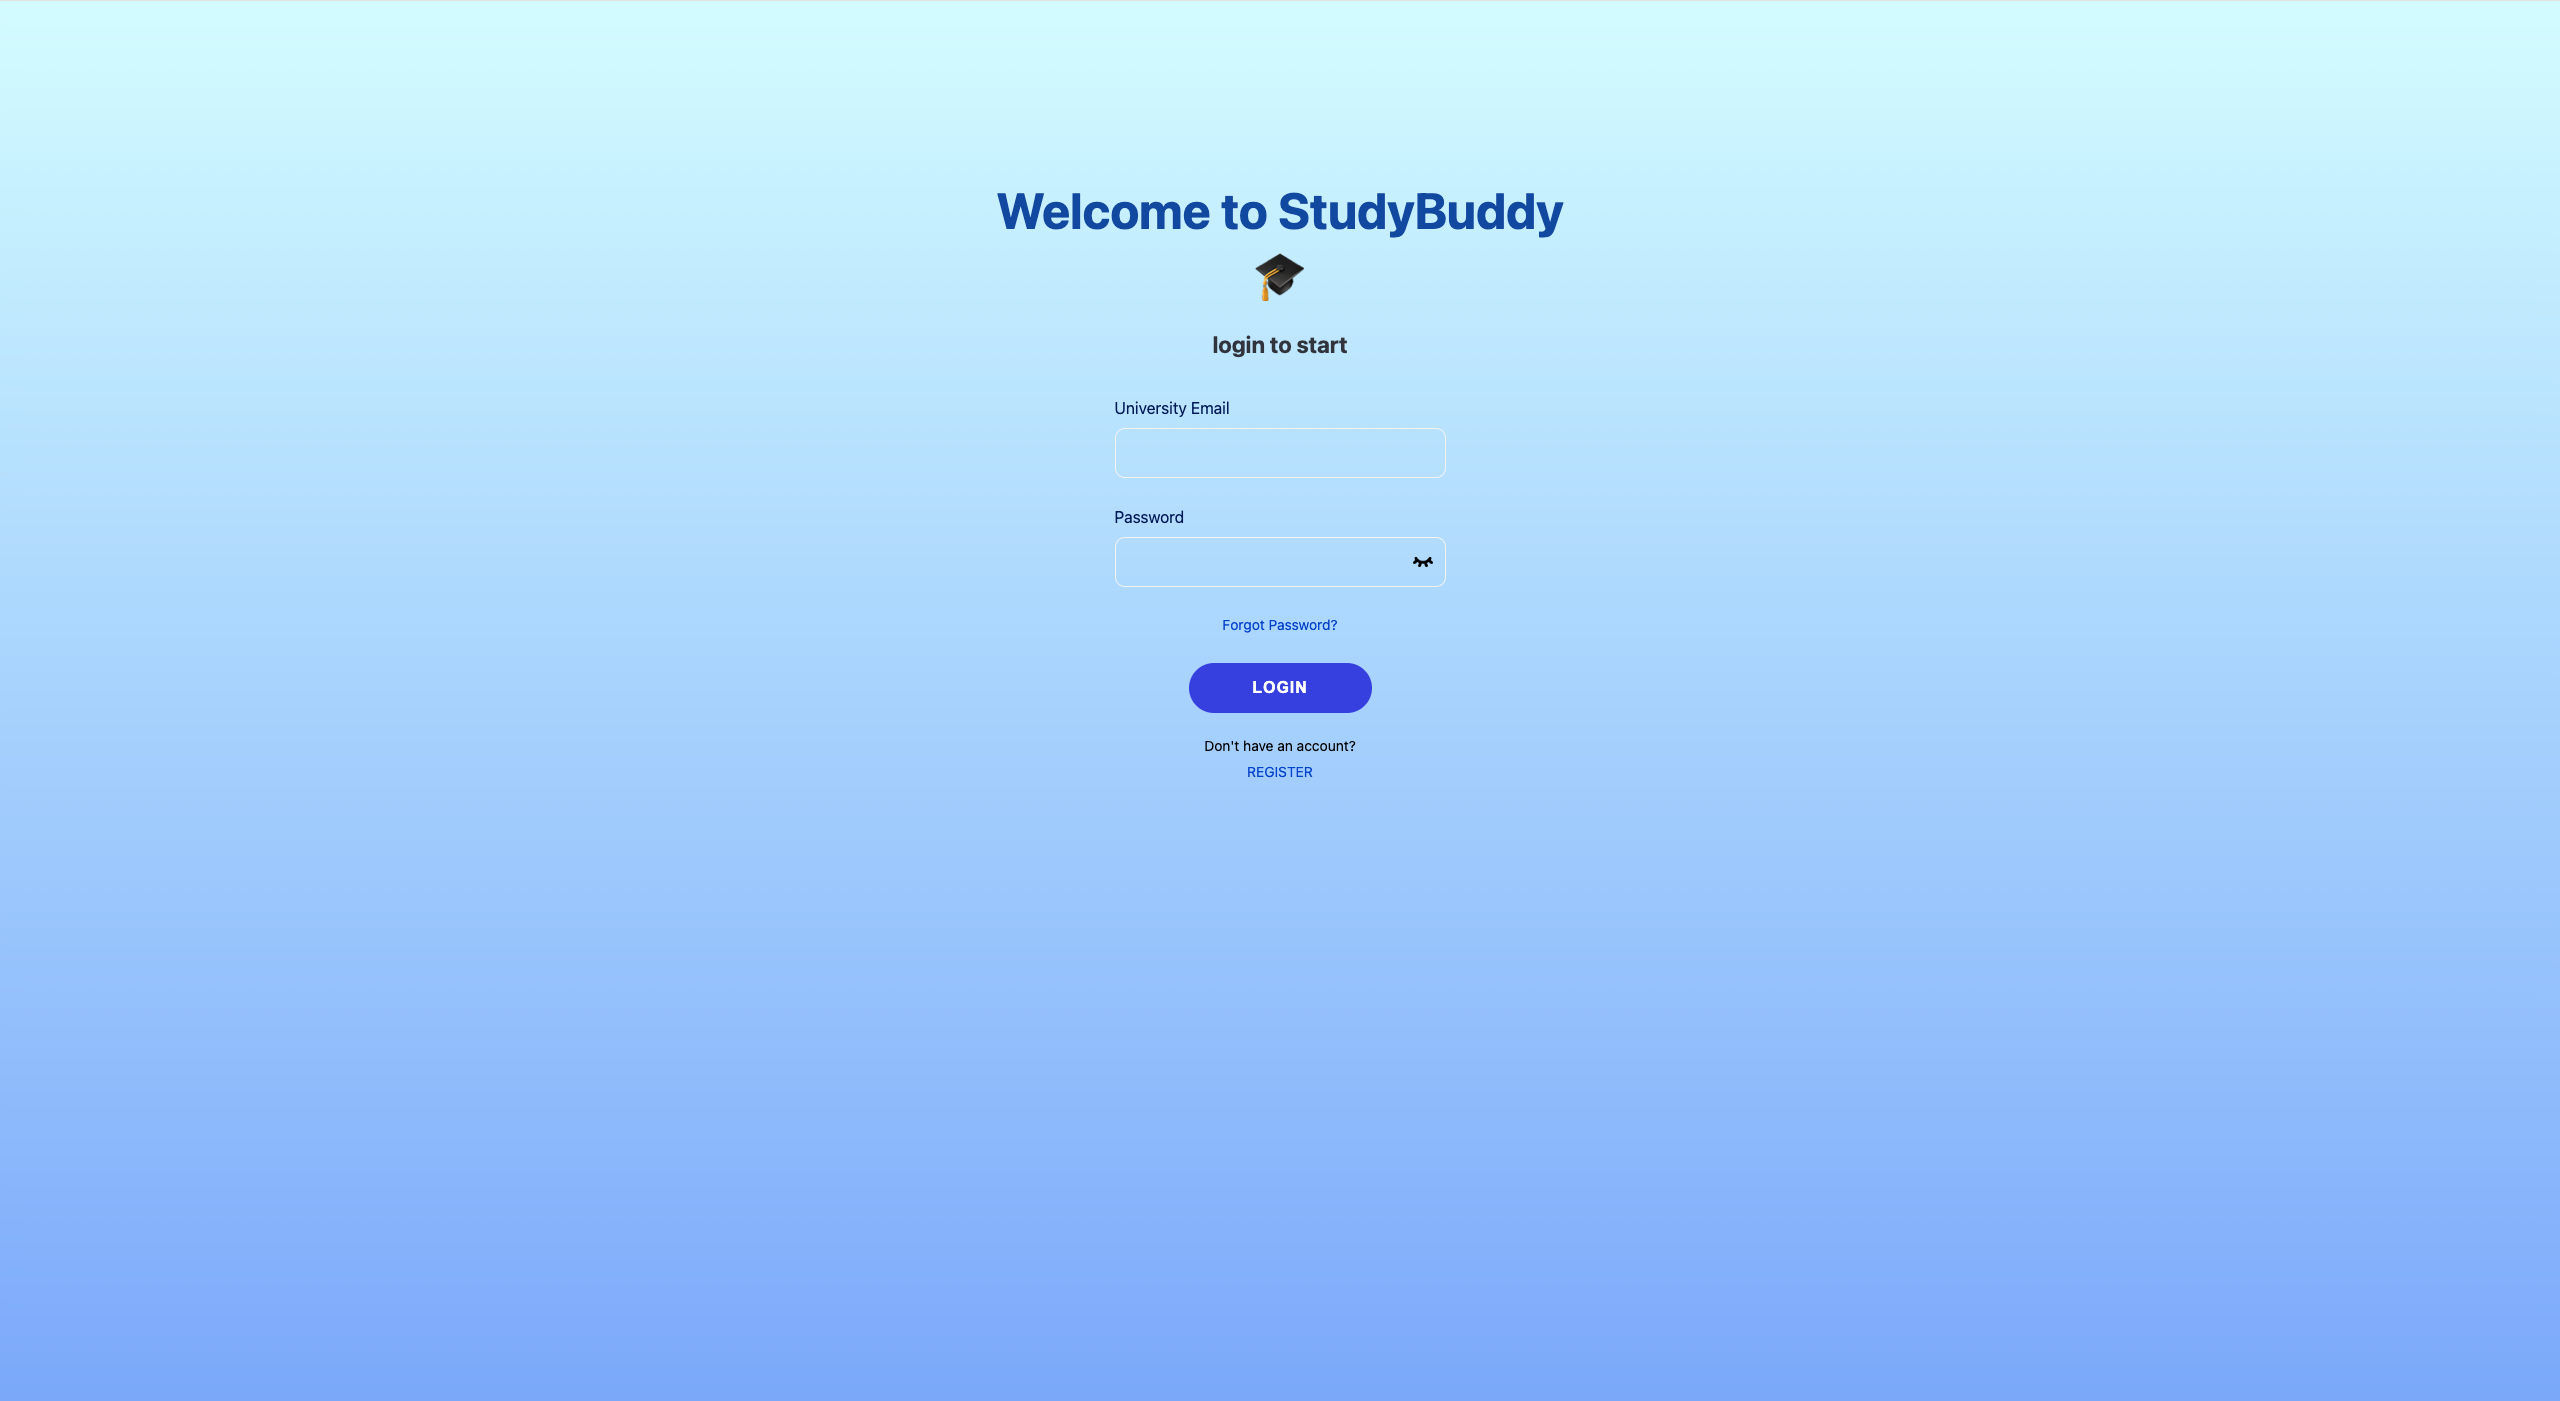 Welcome to StudyBuddy
login to start
University Email
Password
Forgot Password?
LOGIN
Don't have an account?
REGISTER